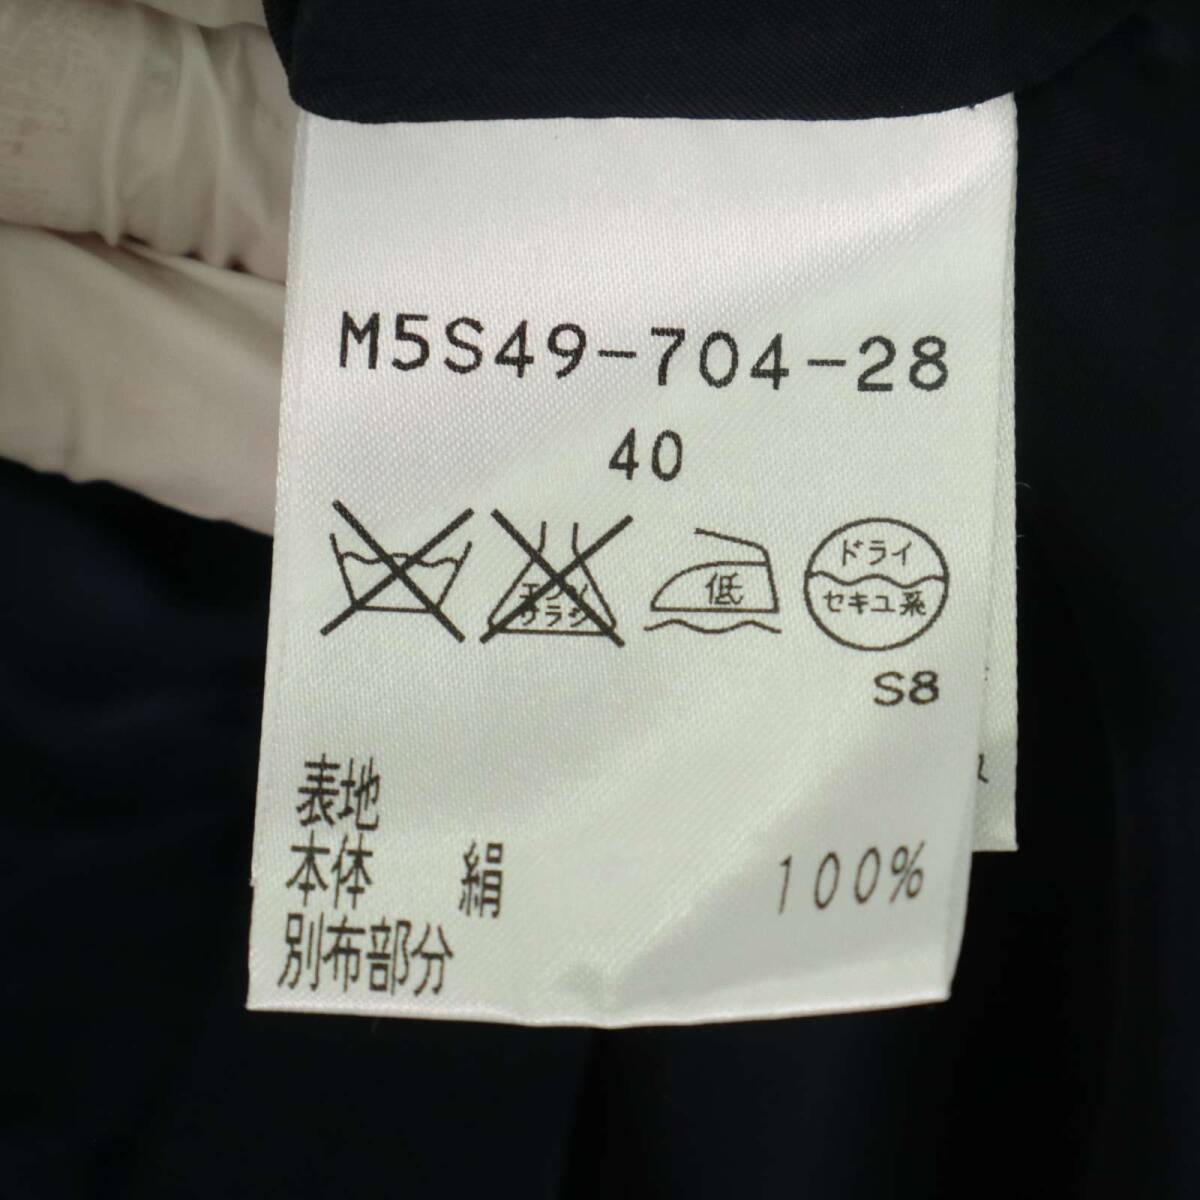 M5S49-704-28
40
エンソ
サラシ
低
ドライ
セキユ系
S8
表地
本体 絹 100%
別布部分